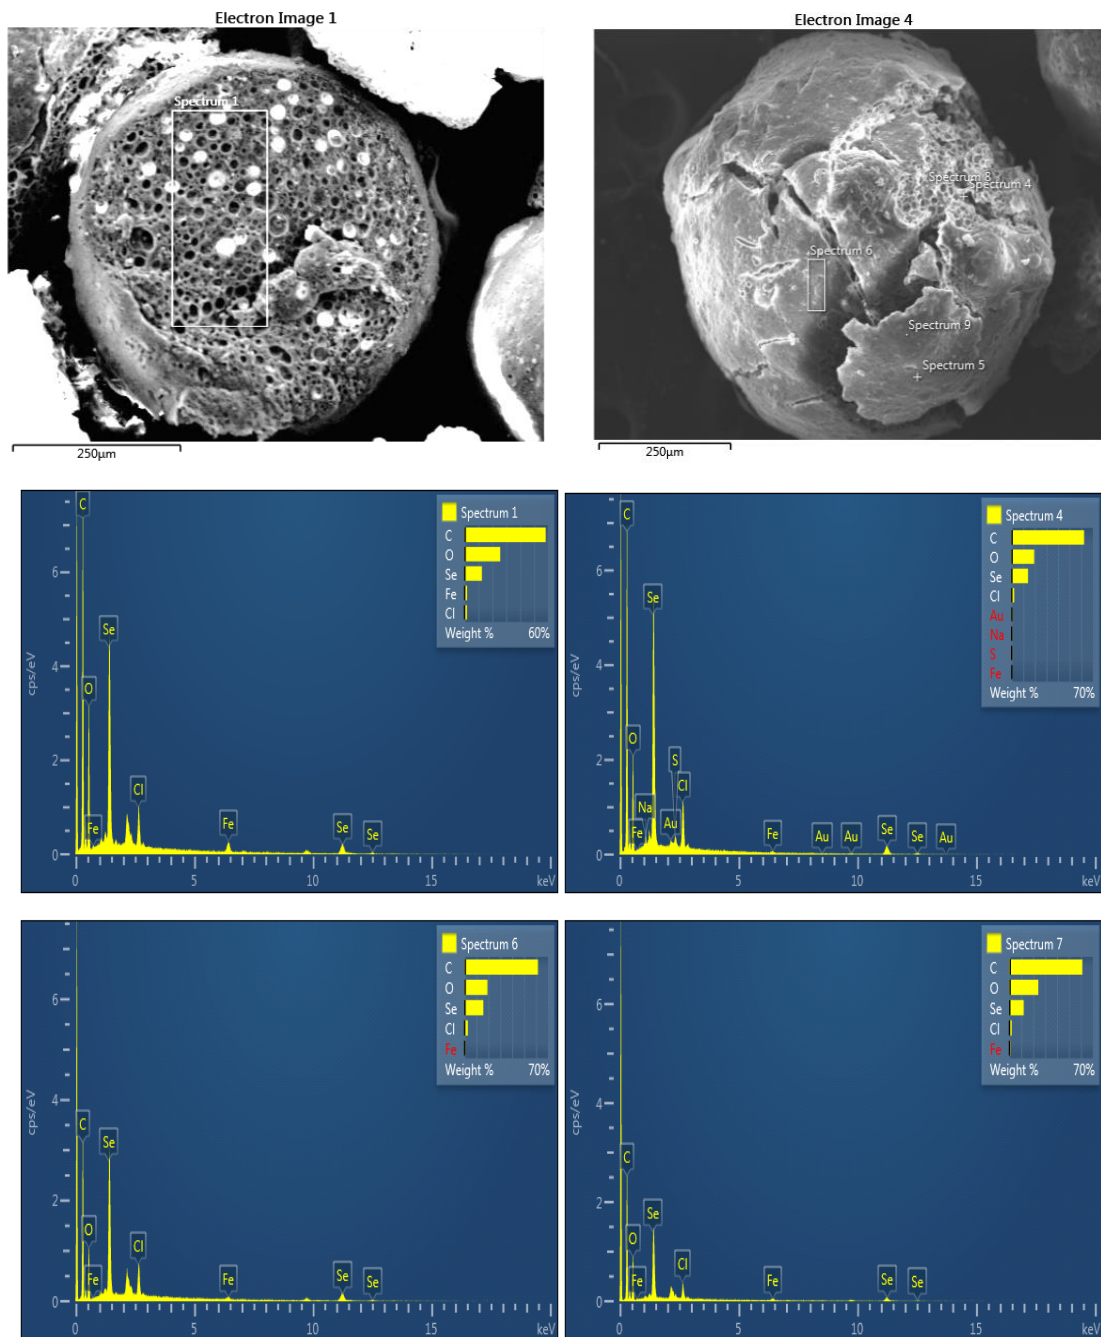 Electron Image 1
Spectrum 1
250µm
Electron Image 4
Spectrum 8
Spectrum 4
Spectrum 6
Spectrum 9
Spectrum 5
250µm
Spectrum 1
C
O
Se
Fe
Cl
Weight % 60%
C
Se
O
Fe
Cl
Fe
Se
Se
cps/eV
6
4
2
0
0 5 10 15 keV
Spectrum 4
C
O
Se
Cl
Au
Na
S
Fe
Weight % 70%
C
Se
O
S
Cl
Na
Fe
Au
Fe
Au
Au
Se
Se
Au
cps/eV
6
4
2
0
0 5 10 15 keV
Spectrum 6
C
O
Se
Cl
Fe
Weight % 70%
C
Se
O
Cl
Fe
Fe
Se
Se
cps/eV
6
4
2
0
0 5 10 15 keV
Spectrum 7
C
O
Se
Cl
Fe
Weight % 70%
C
Se
O
Cl
Fe
Fe
Se
Se
cps/eV
6
4
2
0
0 5 10 15 keV